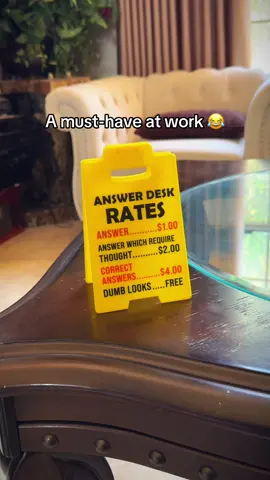 A must-have at work 😂
ANSWER DESK
RATES
ANSWER...........$1.00
ANSWER WHICH REQUIRE
THOUGHT..........$2.00
CORRECT
ANSWERS.........$4.00
DUMB LOOKS.....FREE